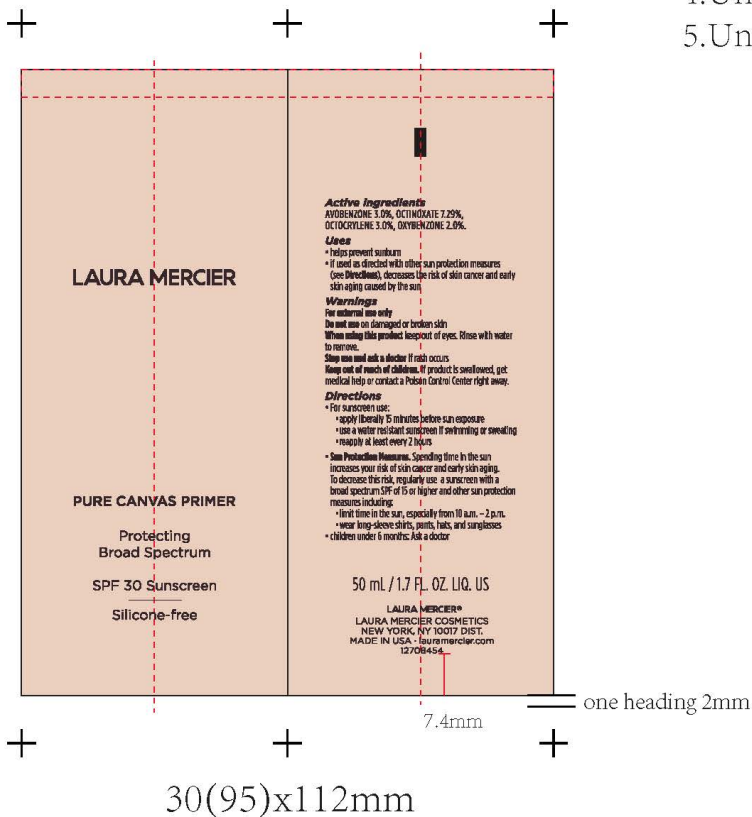 5.Un
LAURA MERCIER
PURE CANVAS PRIMER
Protecting
Broad Spectrum
SPF 30 Sunscreen
Silicone-free
Active ingredients
AVOBENZONE 3.0%, OCTINOXATE 7.29%,
OCTOCRYLENE 3.0%, OXYBENZONE 2.0%.
Uses
• helps prevent sunburn
• if used as directed with other sun protection measures
(see Directions), decreases the risk of skin cancer and early
skin aging caused by the sun
Warnings
For external use only
Do not use on damaged or broken skin
When using this product keep out of eyes. Rinse with water
to remove.
Stop use and ask a doctor if rash occurs
Keep out of reach of children. If product is swallowed, get
medical help or contact a Poison Control Center right away.
Directions
• For sunscreen use:
• apply liberally 15 minutes before sun exposure
• use a water resistant sunscreen if swimming or sweating
• reapply at least every 2 hours
• Sun Protection Measures. Spending time in the sun
increases your risk of skin cancer and early skin aging.
To decrease this risk, regularly use a sunscreen with a
broad spectrum SPF of 15 or higher and other sun protection
measures including:
• limit time in the sun, especially from 10 a.m. – 2 p.m.
• wear long-sleeve shirts, pants, hats, and sunglasses
• children under 6 months: Ask a doctor
50 mL / 1.7 FL. OZ. LIQ. US
LAURA MERCIER®
LAURA MERCIER COSMETICS
NEW YORK, NY 10017 DIST.
MADE IN USA - lauramercier.com
12708454
7.4mm
one heading 2mm
30(95)x112mm